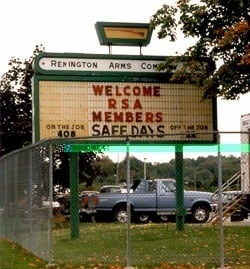 REMINGTON ARMS COM
WELCOME
RSA
MEMBERS
ON THE JOB SAFE DAYS OFF THE JOB
408